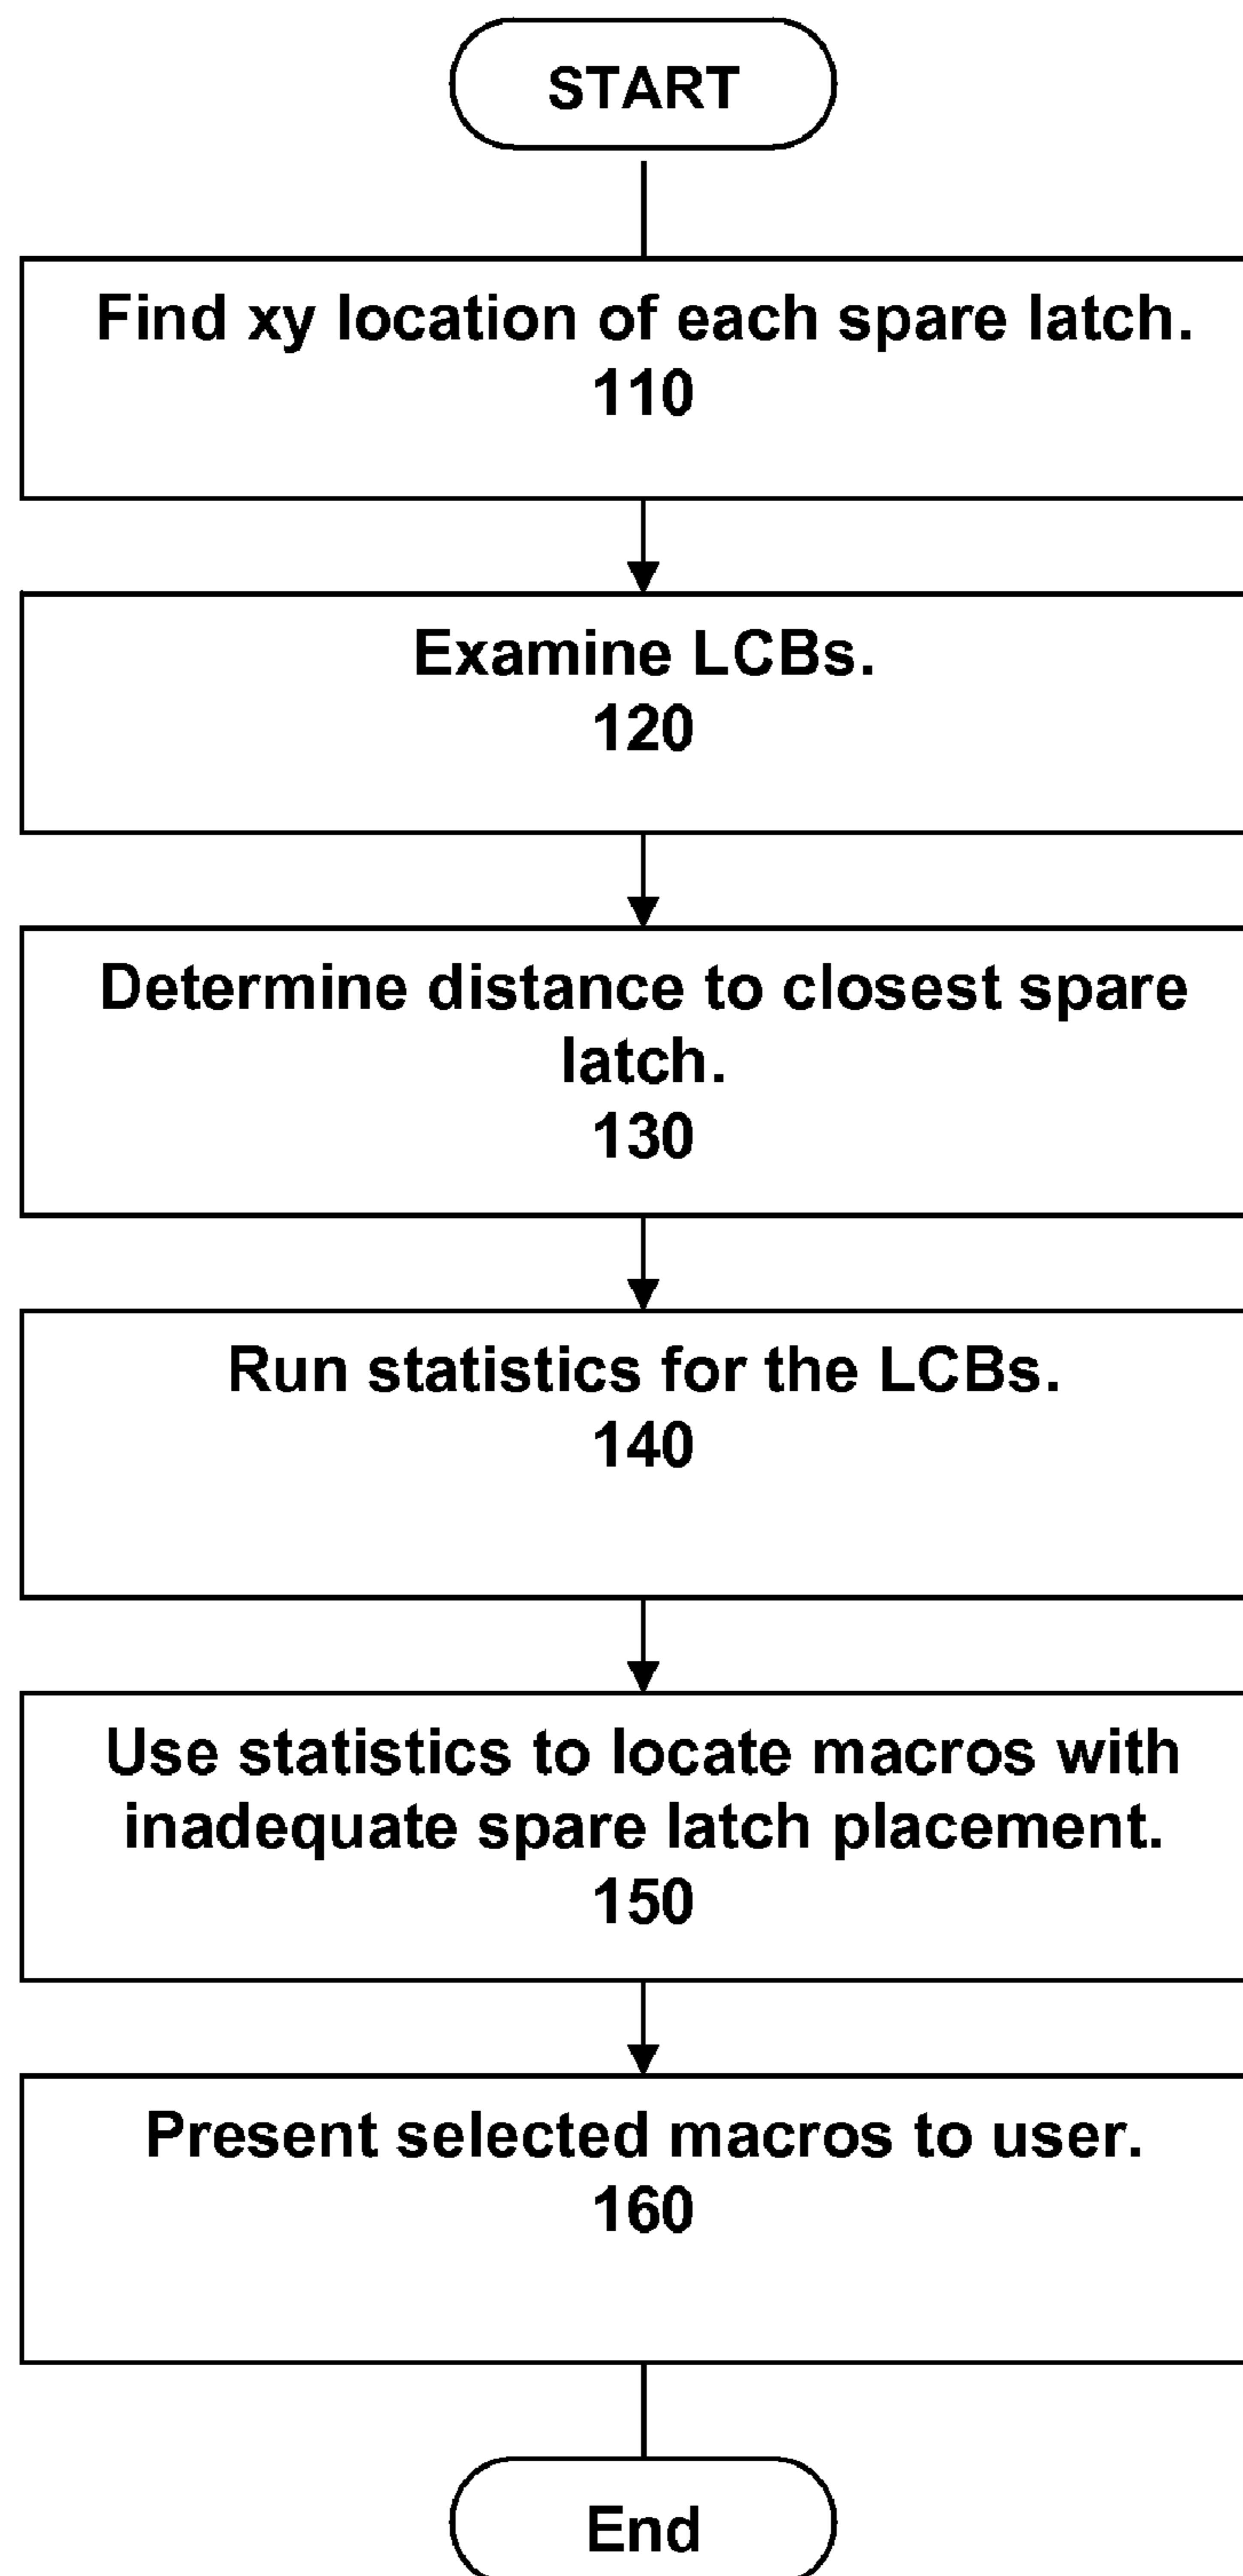 START
Find xy location of each spare latch.
110
Examine LCBs.
120
Determine distance to closest spare
latch.
130
Run statistics for the LCBs.
140
Use statistics to locate macros with
inadequate spare latch placement.
150
Present selected macros to user.
160
End